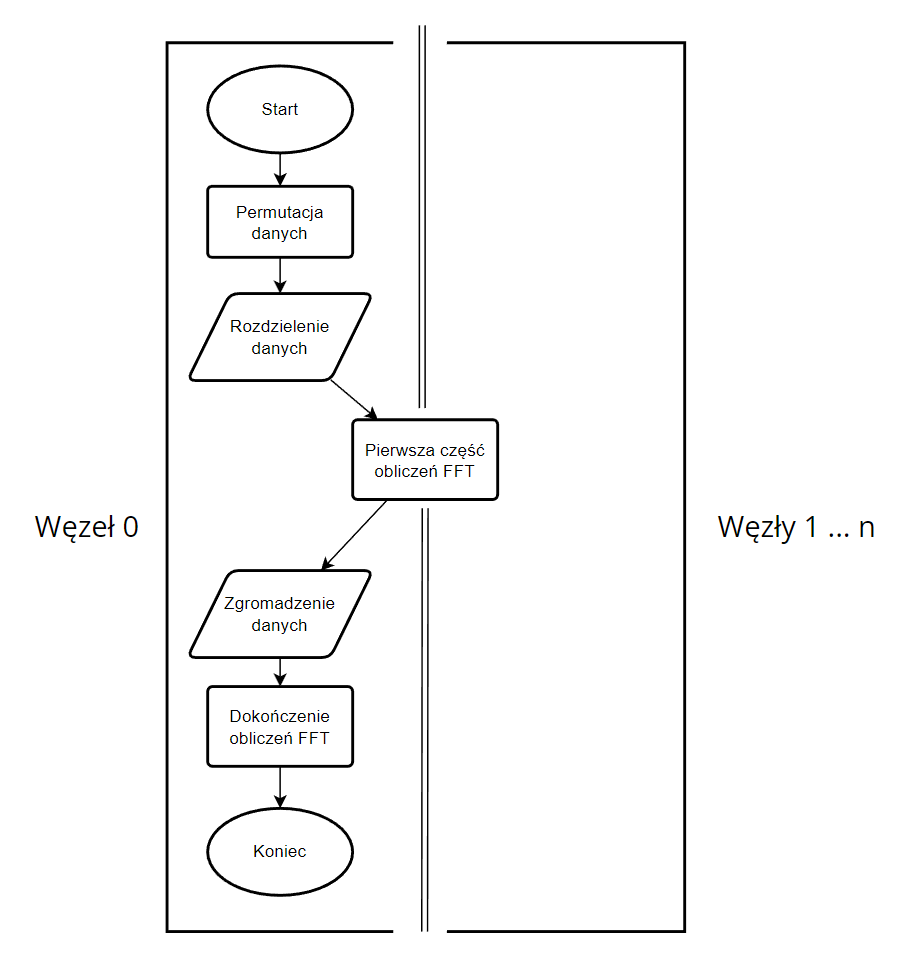 Start
Permutacja
danych
Rozdzielenie
danych
Pierwsza część
obliczeń FFT
Węzeł 0
Węzły 1 ... n
Zgromadzenie
danych
Dokończenie
obliczeń FFT
Koniec